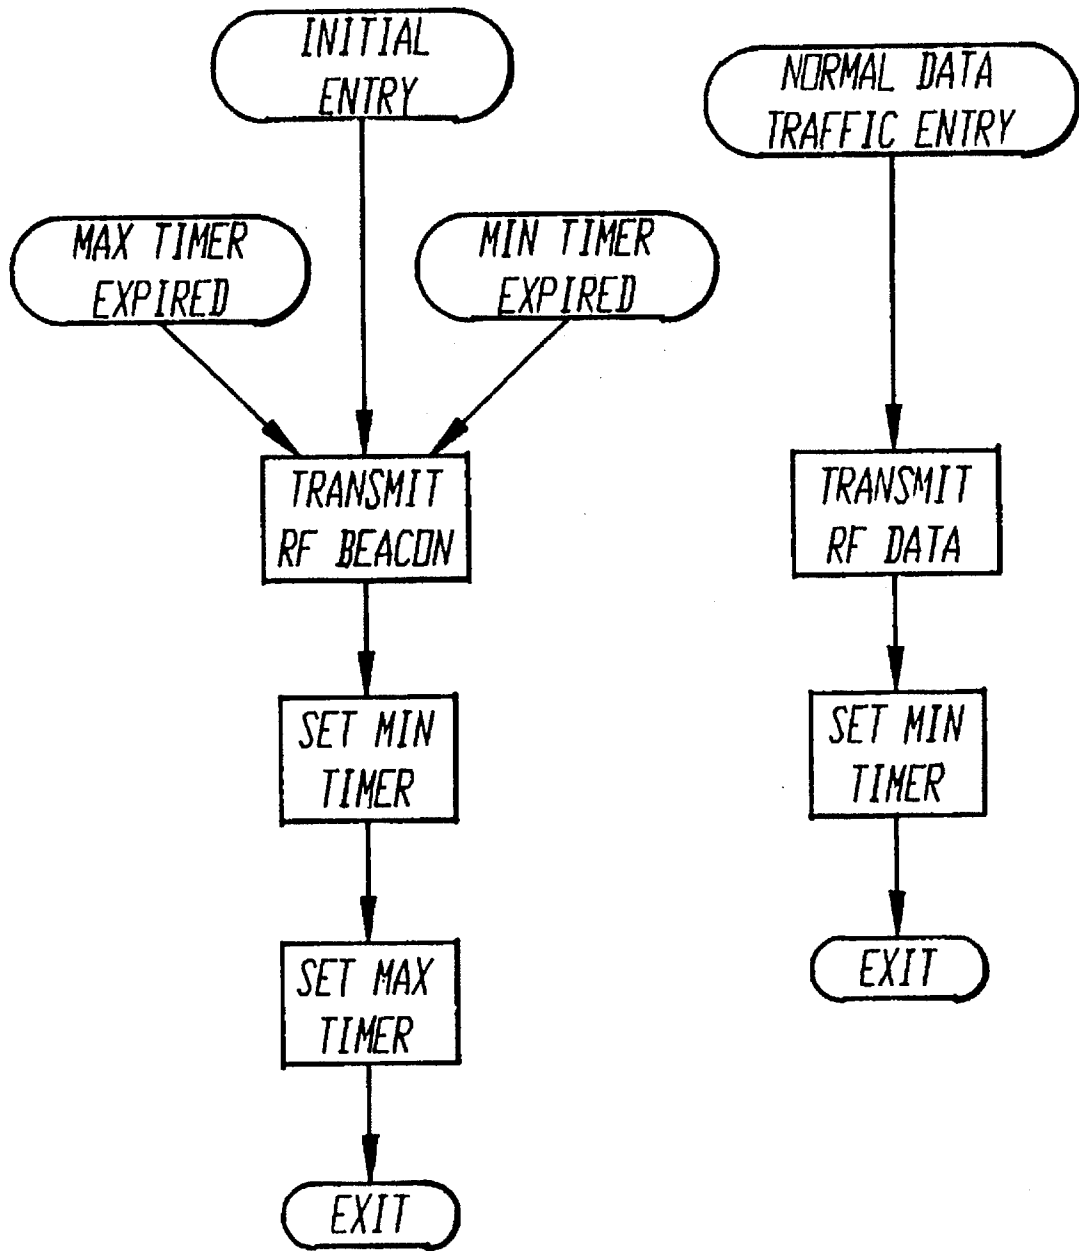 INITIAL
ENTRY
MAX TIMER
EXPIRED
MIN TIMER
EXPIRED
TRANSMIT
RF BEACON
SET MIN
TIMER
SET MAX
TIMER
EXIT
NORMAL DATA
TRAFFIC ENTRY
TRANSMIT
RF DATA
SET MIN
TIMER
EXIT